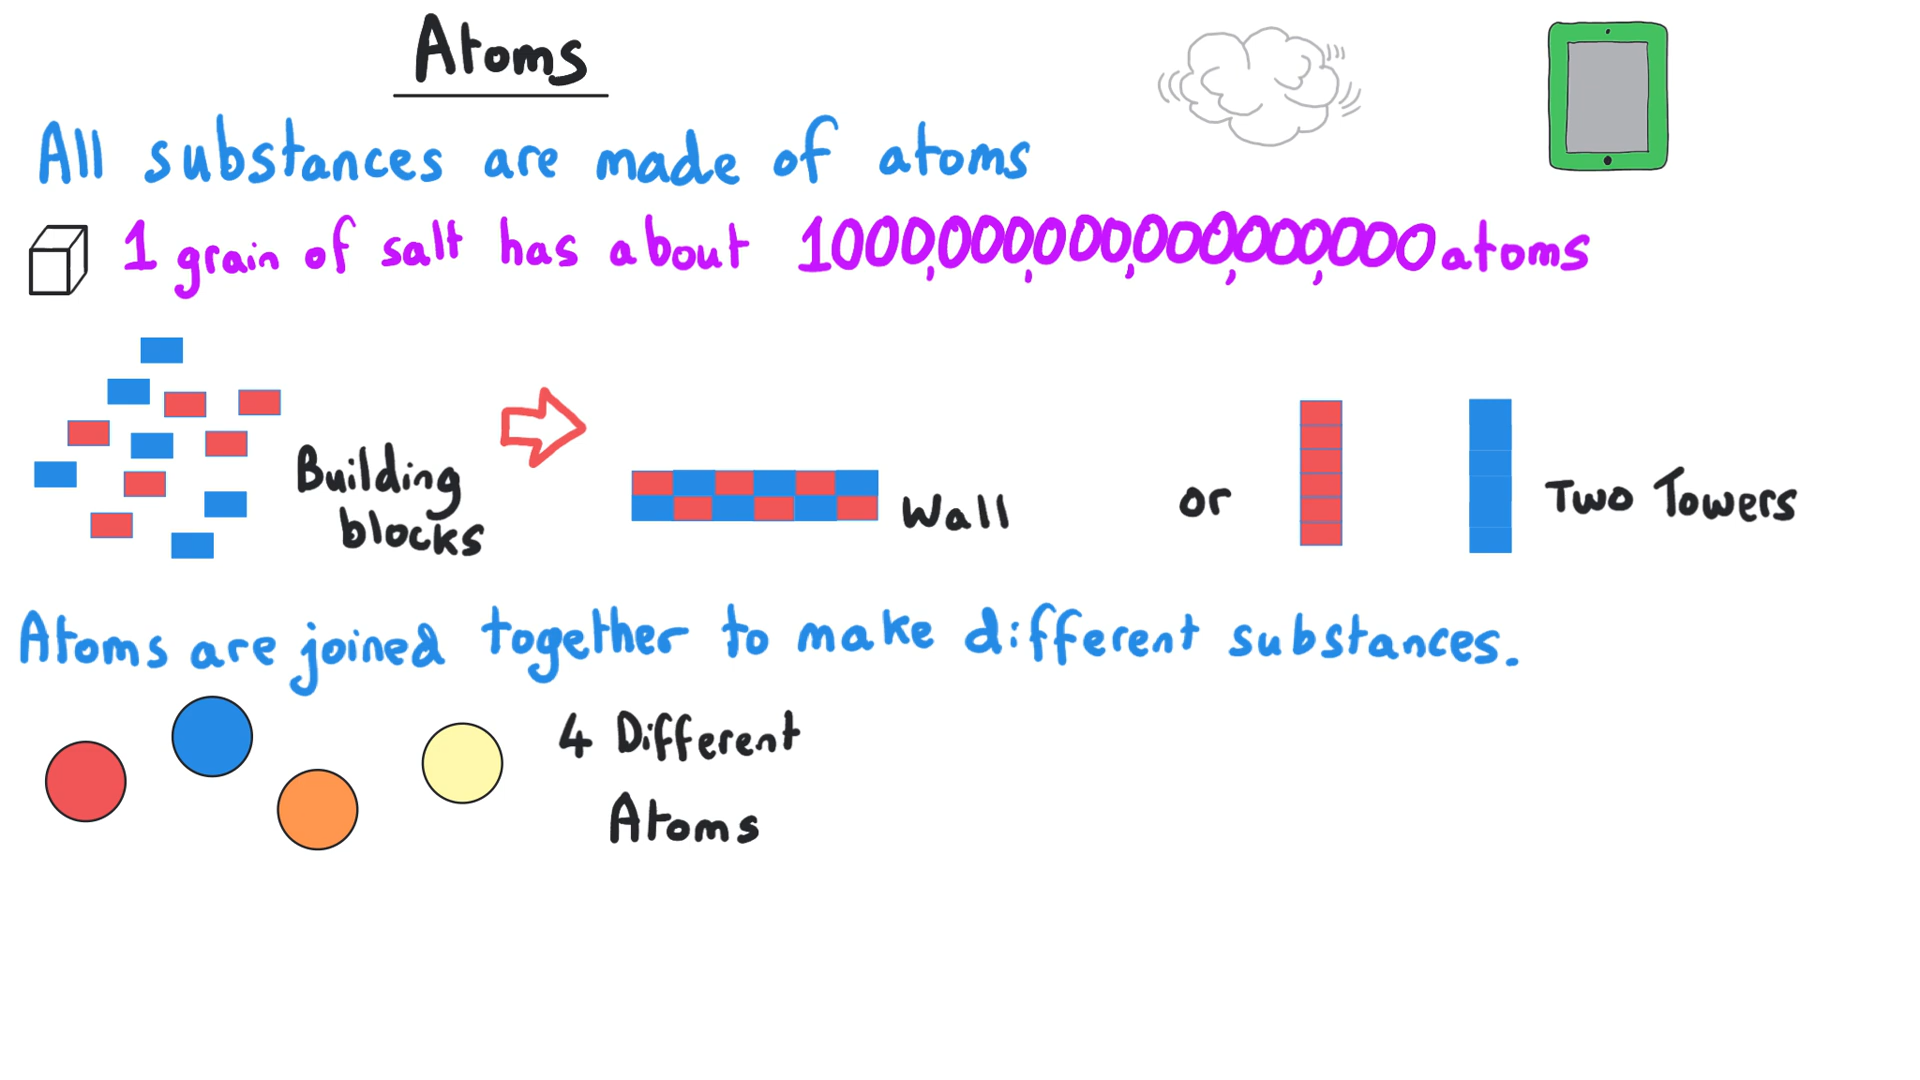 Atoms
All substances are made of atoms
1 grain of salt has about 1000,000,000,000,000,000 atoms
Building
blocks
Wall
or
Two Towers
Atoms are joined together to make different substances.
4 Different
Atoms